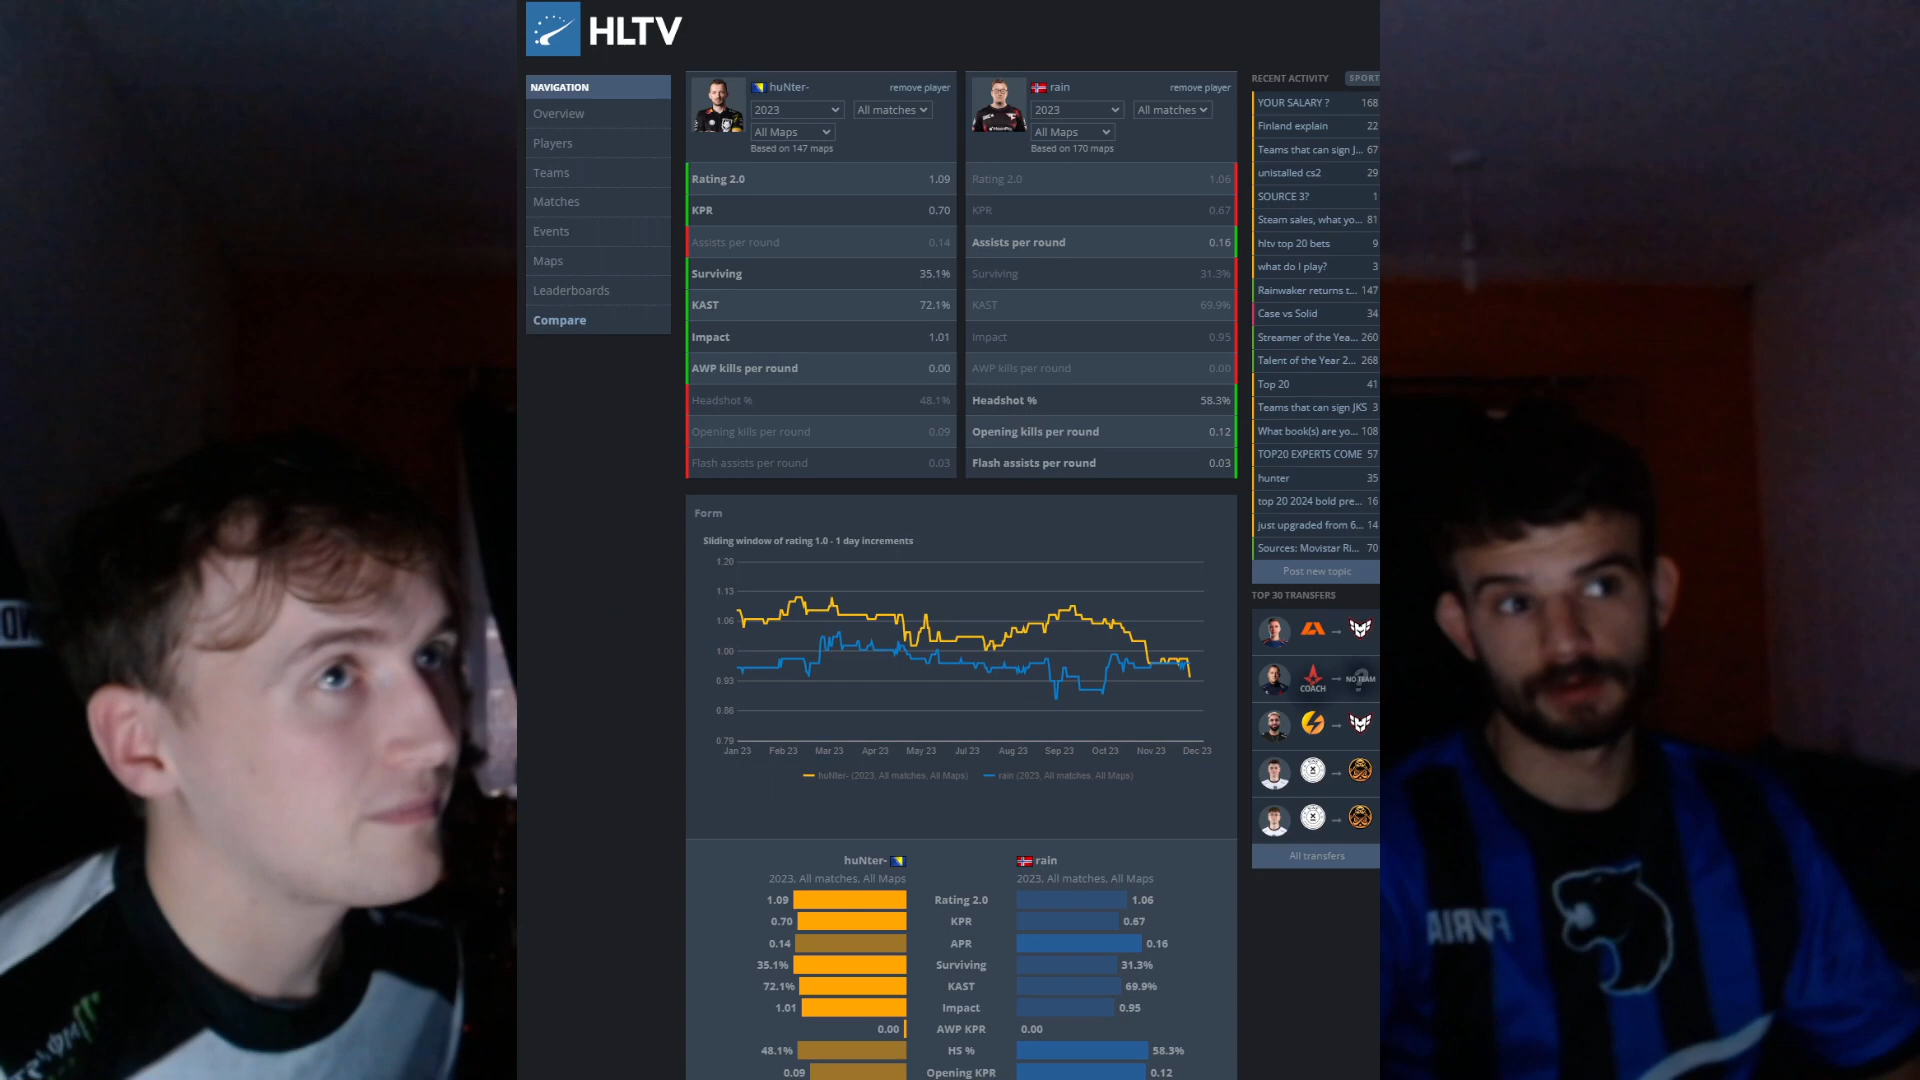 HLTV
NAVIGATION
Overview
Players
Teams
Matches
Events
Maps
Leaderboards
Compare
huNter-
remove player
2023
All matches
All Maps
Based on 147 maps
Rating 2.0 1.09
KPR 0.70
Assists per round 0.14
Surviving 35.1%
KAST 72.1%
Impact 1.01
AWP kills per round 0.00
Headshot % 48.1%
Opening kills per round 0.09
Flash assists per round 0.03
rain
remove player
2023
All matches
All Maps
Based on 170 maps
Rating 2.0 1.06
KPR 0.67
Assists per round 0.16
Surviving 31.3%
KAST 69.9%
Impact 0.95
AWP kills per round 0.00
Headshot % 58.3%
Opening kills per round 0.12
Flash assists per round 0.03
Form
Sliding window of rating 1.0 - 1 day increments
1.20
1.13
1.06
1.00
0.93
0.86
0.79
Jan 23 Feb 23 Mar 23 Apr 23 May 23 Jul 23 Aug 23 Sep 23 Oct 23 Nov 23 Dec 23
huNter- (2023, All matches, All Maps) rain (2023, All matches, All Maps)
huNter- rain
2023, All matches, All Maps 2023, All matches, All Maps
1.09 Rating 2.0 1.06
0.70 KPR 0.67
0.14 APR 0.16
35.1% Surviving 31.3%
72.1% KAST 69.9%
1.01 Impact 0.95
0.00 AWP KPR 0.00
48.1% HS % 58.3%
0.09 Opening KPR 0.12
RECENT ACTIVITY SPORT
YOUR SALARY ? 168
Finland explain 22
Teams that can sign J... 67
unistalled cs2 29
SOURCE 3? 1
Steam sales, what yo... 81
hltv top 20 bets 9
what do I play? 3
Rainwaker returns t... 147
Case vs Solid 34
Streamer of the Yea... 260
Talent of the Year 2... 268
Top 20 41
Teams that can sign JKS 3
What book(s) are yo... 108
TOP20 EXPERTS COME 57
hunter 35
top 20 2024 bold pre... 16
just upgraded from 6... 14
Sources: Movistar Ri... 70
Post new topic
TOP 30 TRANSFERS
COACH
NO TEAM
All transfers
FURIA